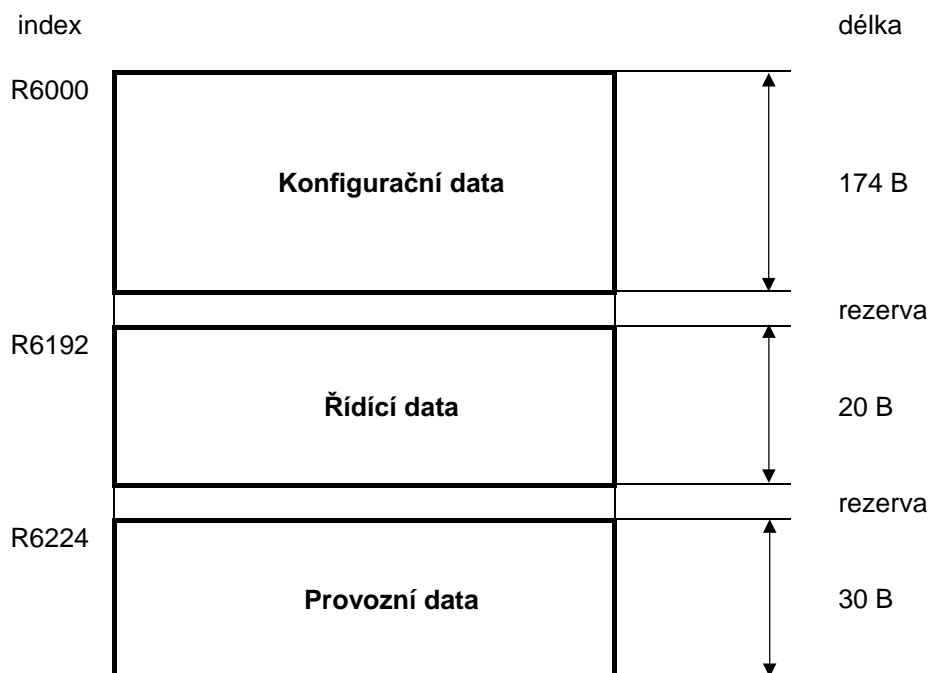 index délka
R6000
Konfigurační data 174 B
rezerva
R6192
Řídící data 20 B
rezerva
R6224
Provozní data 30 B